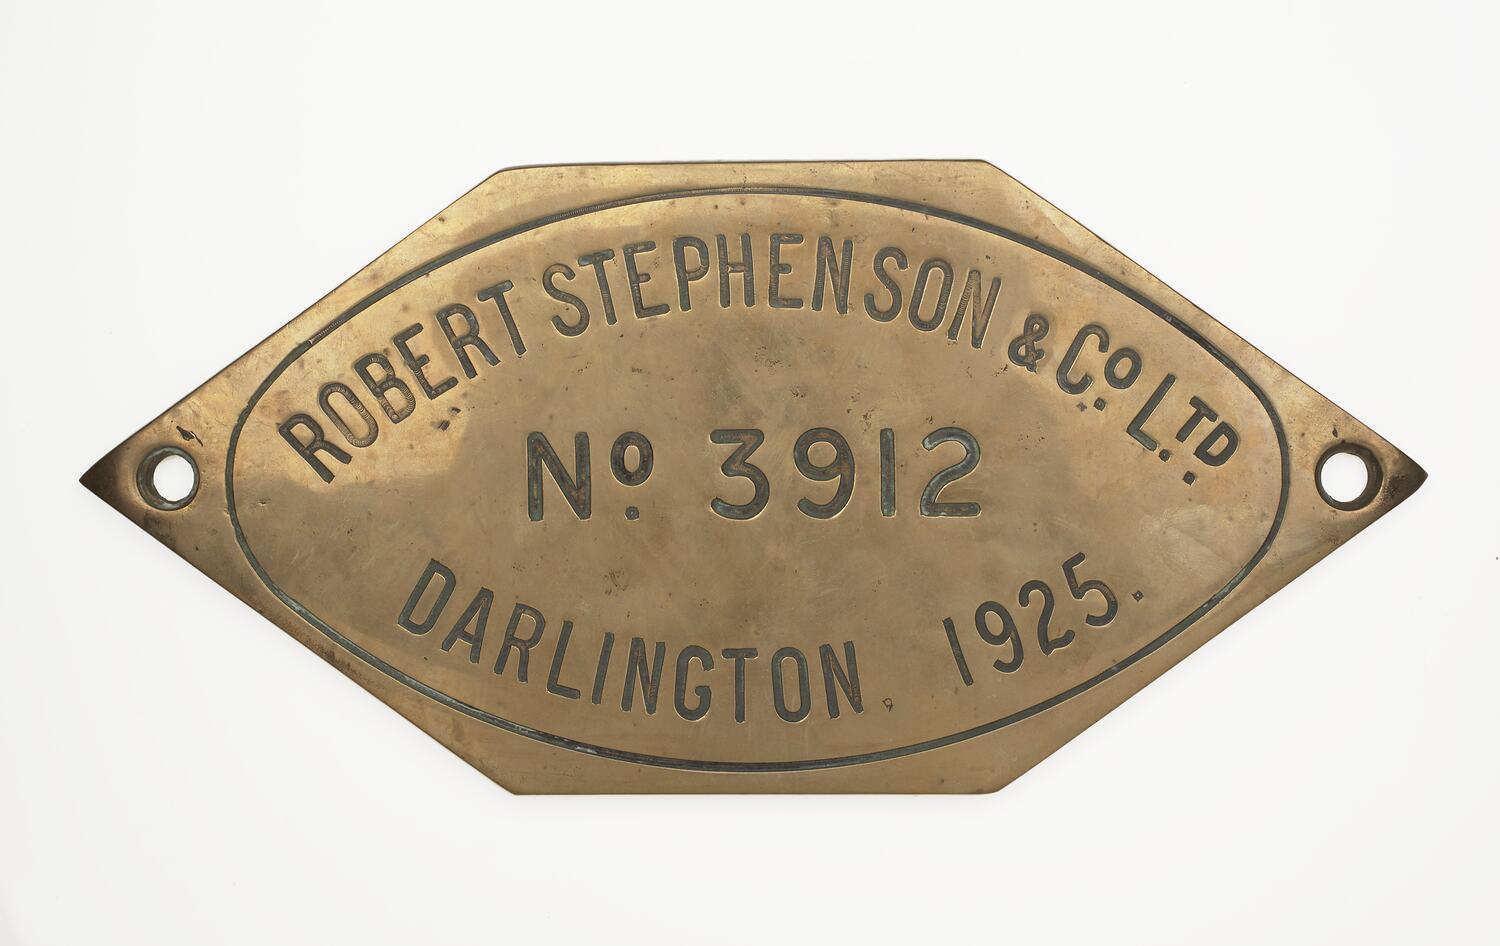 ROBERT STEPHENSON & Co. LTD.
No. 3912
DARLINGTON, 1925.